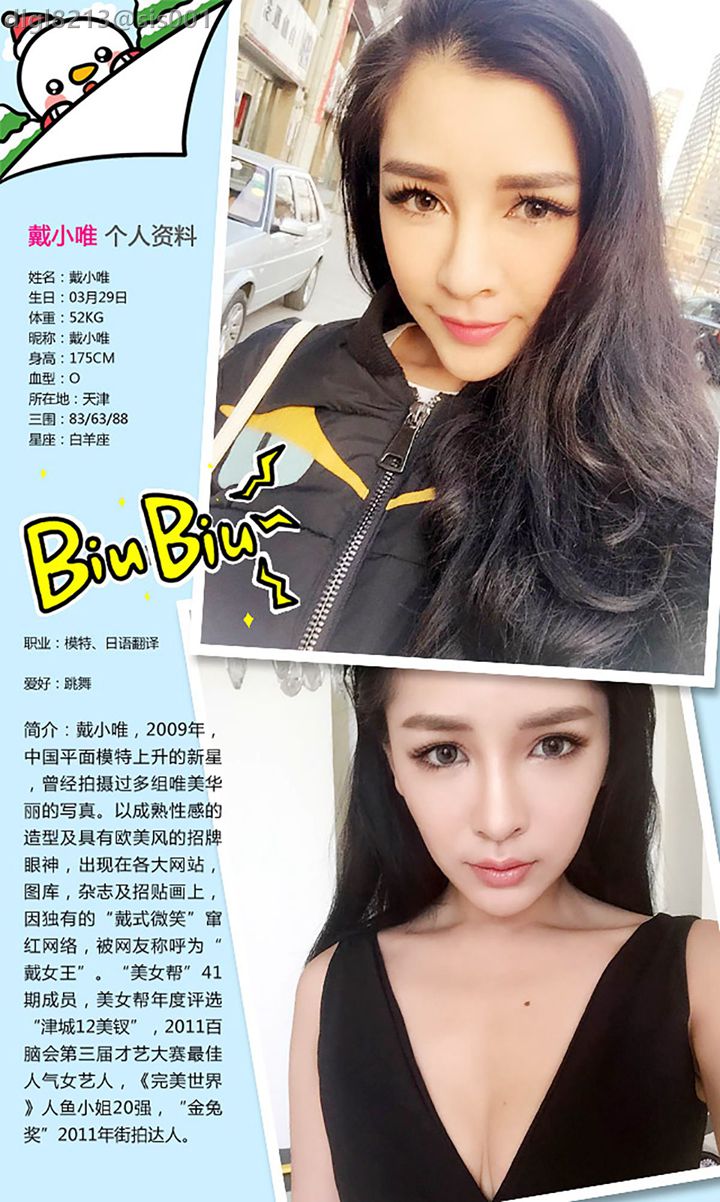 dlgl8213@sis001
戴小唯 个人资料
姓名：戴小唯
生日：03月29日
体重：52KG
昵称：戴小唯
身高：175CM
血型：O
所在地：天津
三围：83/63/88
星座：白羊座
Biu Biu
职业：模特、日语翻译
爱好：跳舞
简介：戴小唯，2009年，
中国平面模特上升的新星
，曾经拍摄过多组唯美华
丽的写真。以成熟性感的
造型及具有欧美风的招牌
眼神，出现在各大网站，
图库，杂志及招贴画上，
因独有的“戴式微笑”窜
红网络，被网友称呼为“
戴女王”。“美女帮”41
期成员，美女帮年度评选
“津城12美钗”，2011百
脑会第三届才艺大赛最佳
人气女艺人，《完美世界
》人鱼小姐20强，“金兔
奖”2011年街拍达人。